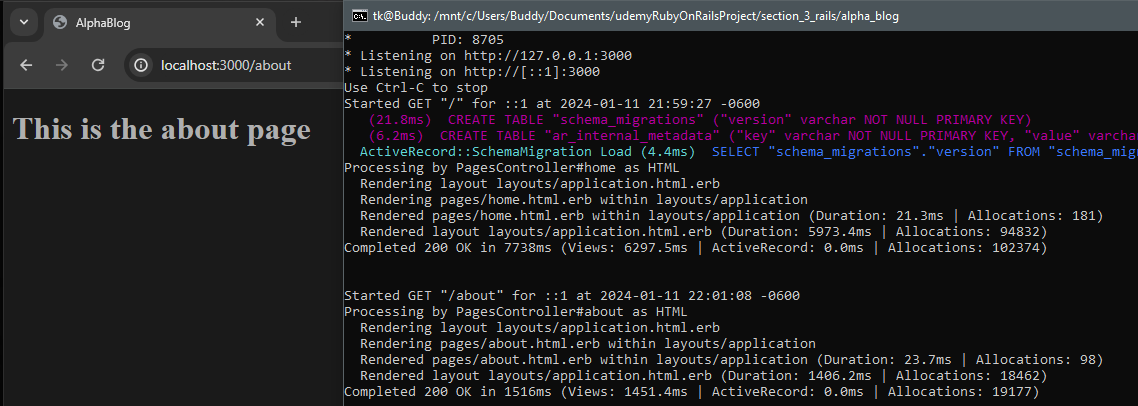 AlphaBlog
localhost:3000/about
This is the about page
tk@Buddy: /mnt/c/Users/Buddy/Documents/udemyRubyOnRailsProject/section_3_rails/alpha_blog
*          PID: 8705
* Listening on http://127.0.0.1:3000
* Listening on http://[::1]:3000
Use Ctrl-C to stop
Started GET "/" for ::1 at 2024-01-11 21:59:27 -0600
(21.8ms)  CREATE TABLE "schema_migrations" ("version" varchar NOT NULL PRIMARY KEY)
(6.2ms)  CREATE TABLE "ar_internal_metadata" ("key" varchar NOT NULL PRIMARY KEY, "value" varcha
ActiveRecord::SchemaMigration Load (4.4ms)  SELECT "schema_migrations"."version" FROM "schema_mig
Processing by PagesController#home as HTML
Rendering layout layouts/application.html.erb
Rendering pages/home.html.erb within layouts/application
Rendered pages/home.html.erb within layouts/application (Duration: 21.3ms | Allocations: 181)
Rendered layout layouts/application.html.erb (Duration: 5973.4ms | Allocations: 94832)
Completed 200 OK in 7738ms (Views: 6297.5ms | ActiveRecord: 0.0ms | Allocations: 102374)
Started GET "/about" for ::1 at 2024-01-11 22:01:08 -0600
Processing by PagesController#about as HTML
Rendering layout layouts/application.html.erb
Rendering pages/about.html.erb within layouts/application
Rendered pages/about.html.erb within layouts/application (Duration: 23.7ms | Allocations: 98)
Rendered layout layouts/application.html.erb (Duration: 1406.2ms | Allocations: 18462)
Completed 200 OK in 1516ms (Views: 1451.4ms | ActiveRecord: 0.0ms | Allocations: 19177)